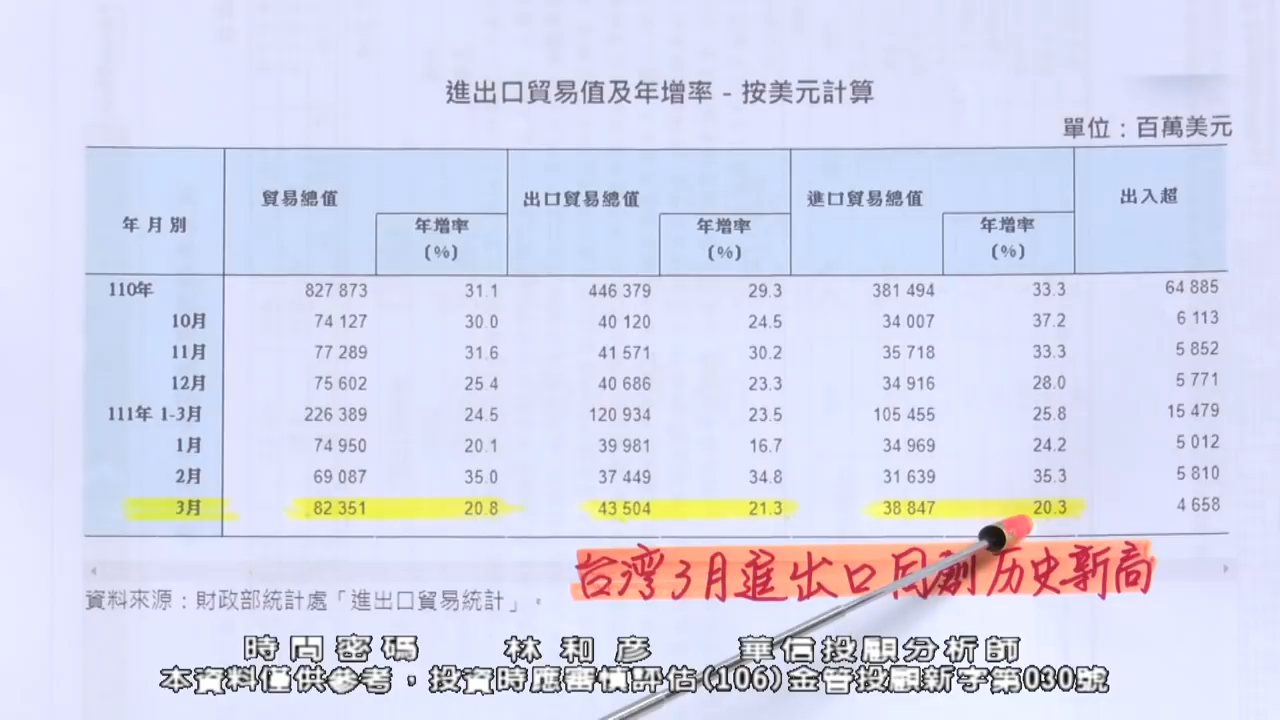 進出口貿易值及年增率 - 按美元計算
單位：百萬美元
年月別 貿易總值 年增率(%) 出口貿易總值 年增率(%) 進口貿易總值 年增率(%) 出入超
110年 827 873 31.1 446 379 29.3 381 494 33.3 64 885
10月 74 127 30.0 40 120 24.5 34 007 37.2 6 113
11月 77 289 31.6 41 571 30.2 35 718 33.3 5 852
12月 75 602 25.4 40 686 23.3 34 916 28.0 5 771
111年 1-3月 226 389 24.5 120 934 23.5 105 455 25.8 15 479
1月 74 950 20.1 39 981 16.7 34 969 24.2 5 012
2月 69 087 35.0 37 449 34.8 31 639 35.3 5 810
3月 82 351 20.8 43 504 21.3 38 847 20.3 4 658
台湾3月進出口同創历史新高
資料來源：財政部統計處「進出口貿易統計」。
時間密碼 林和彥 華信投顧分析師
本資料僅供參考，投資時應審慎評估(106)金管投顧新字第030號